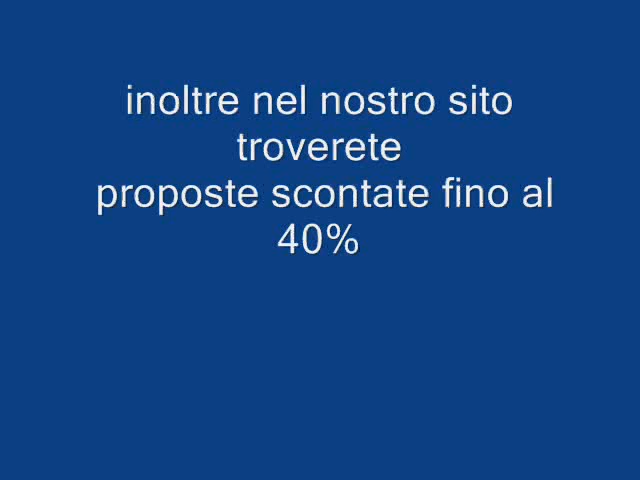 inoltre nel nostro sito
troverete
proposte scontate fino al
40%